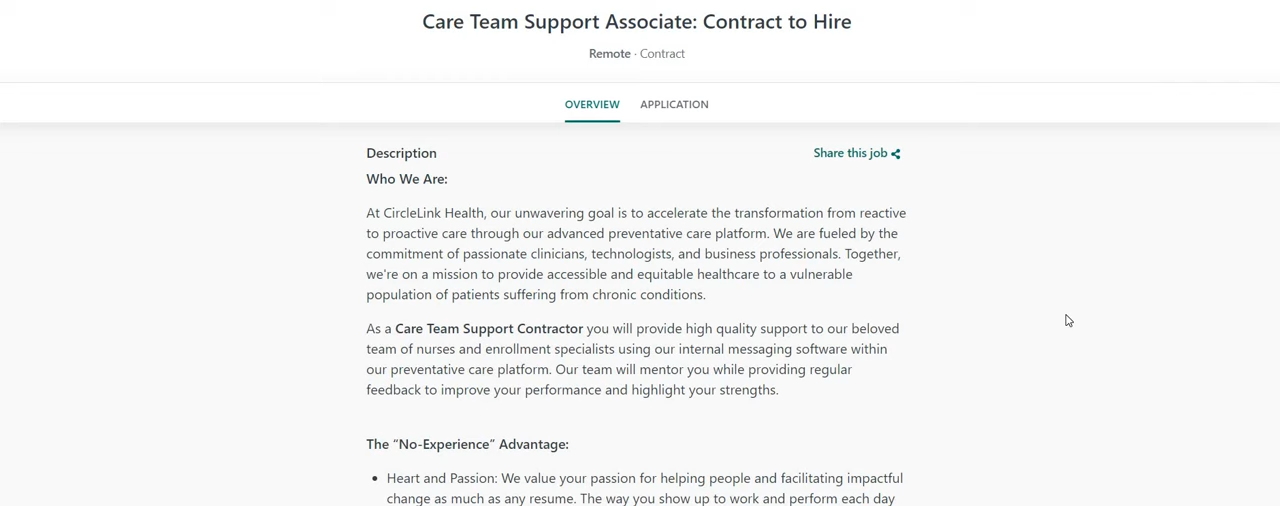 Care Team Support Associate: Contract to Hire
Remote · Contract
OVERVIEW APPLICATION
Description Share this job
Who We Are:
At CircleLink Health, our unwavering goal is to accelerate the transformation from reactive
to proactive care through our advanced preventative care platform. We are fueled by the
commitment of passionate clinicians, technologists, and business professionals. Together,
we're on a mission to provide accessible and equitable healthcare to a vulnerable
population of patients suffering from chronic conditions.
As a Care Team Support Contractor you will provide high quality support to our beloved
team of nurses and enrollment specialists using our internal messaging software within
our preventative care platform. Our team will mentor you while providing regular
feedback to improve your performance and highlight your strengths.
The “No-Experience” Advantage:
• Heart and Passion: We value your passion for helping people and facilitating impactful
change as much as any resume. The way you show up to work and perform each day